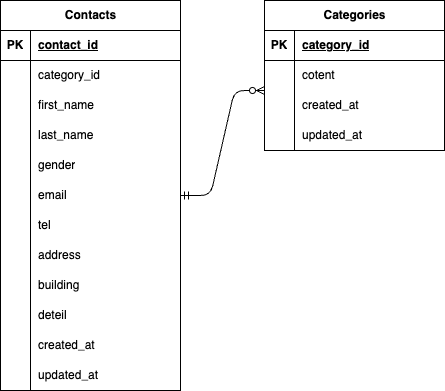 Contacts
PK contact_id
category_id
first_name
last_name
gender
email
tel
address
building
deteil
created_at
updated_at
Categories
PK category_id
cotent
created_at
updated_at